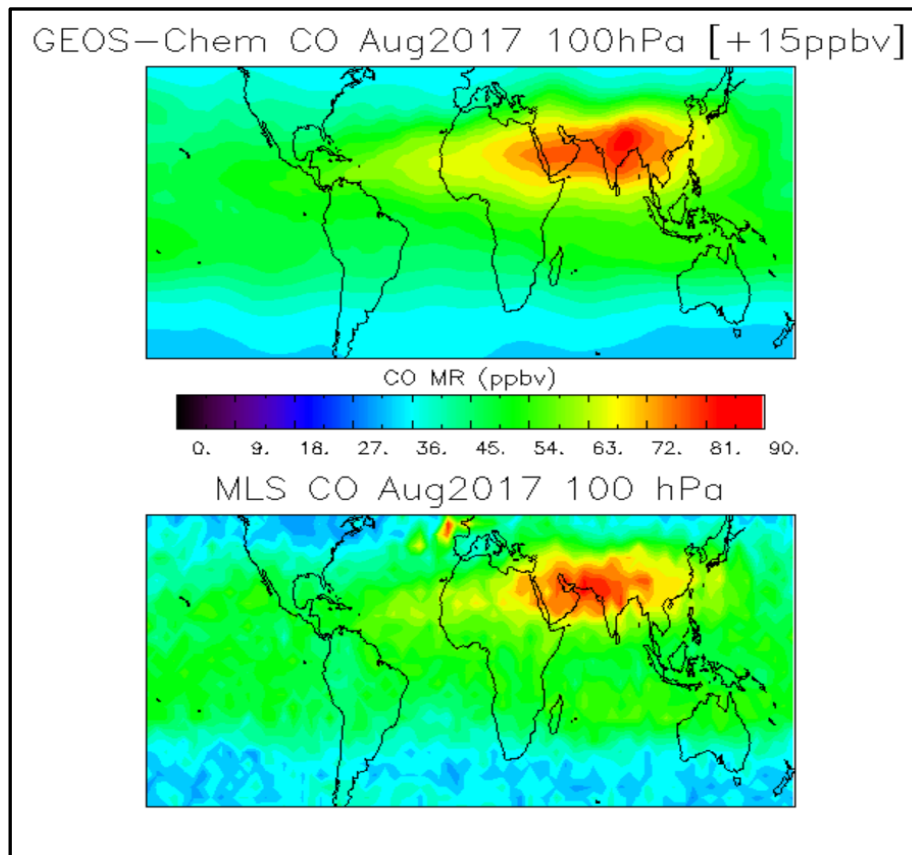 GEOS-Chem CO Aug2017 100hPa [+15ppbv]
CO MR (ppbv)
0. 9. 18. 27. 36. 45. 54. 63. 72. 81. 90.
MLS CO Aug2017 100 hPa